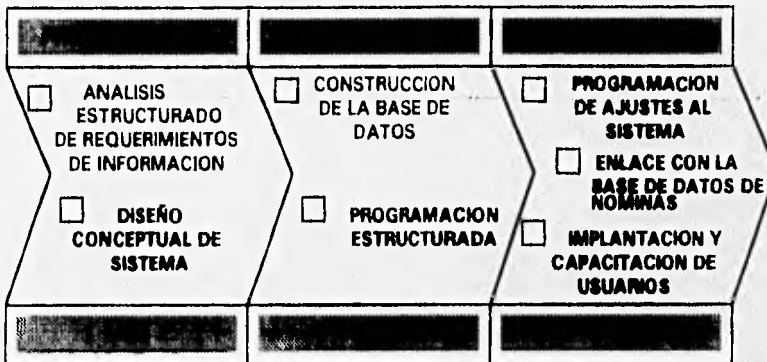 ANALISIS
ESTRUCTURADO
DE REQUERIMIENTOS
DE INFORMACION
DISEÑO
CONCEPTUAL DE
SISTEMA
CONSTRUCCION
DE LA BASE DE
DATOS
PROGRAMACION
ESTRUCTURADA
PROGRAMACION
DE AJUSTES AL
SISTEMA
ENLACE CON LA
BASE DE DATOS DE
NOMINAS
IMPLANTACION Y
CAPACITACION DE
USUARIOS